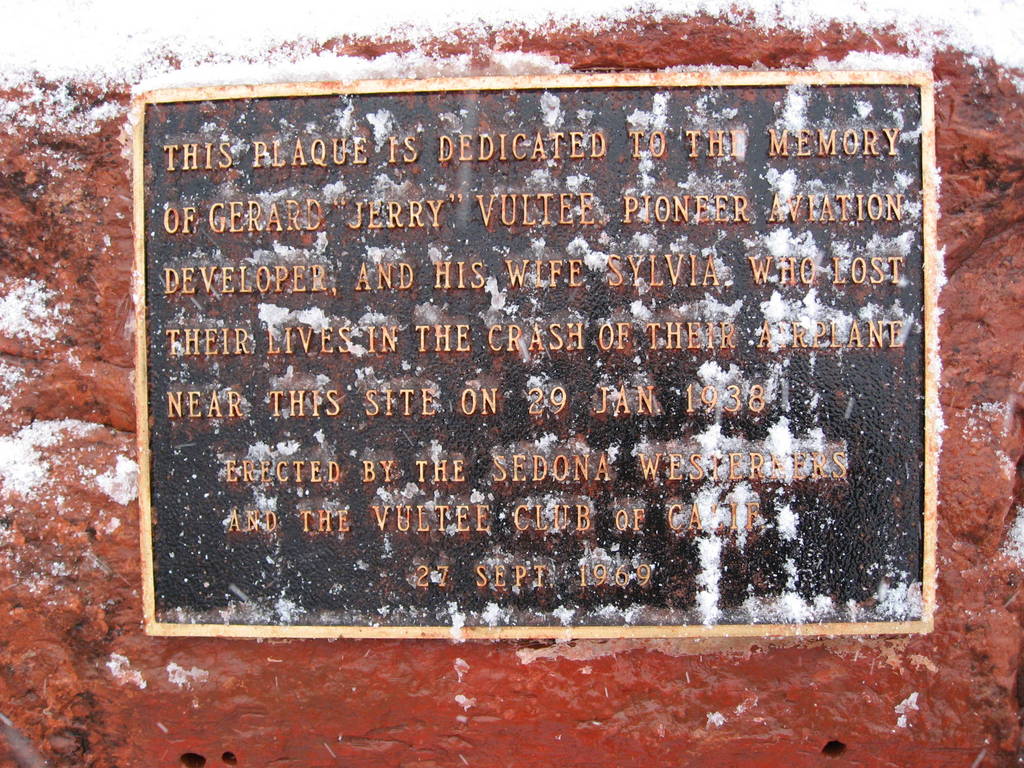 THIS PLAQUE IS DEDICATED TO THE MEMORY
OF GERARD "JERRY" VULTEE, PIONEER AVIATION
DEVELOPER, AND HIS WIFE SYLVIA, WHO LOST
THEIR LIVES IN THE CRASH OF THEIR AIRPLANE
NEAR THIS SITE ON 29 JAN 1938
ERECTED BY THE SEDONA WESTERNERS
AND THE VULTEE CLUB OF CALIF.
27 SEPT. 1969